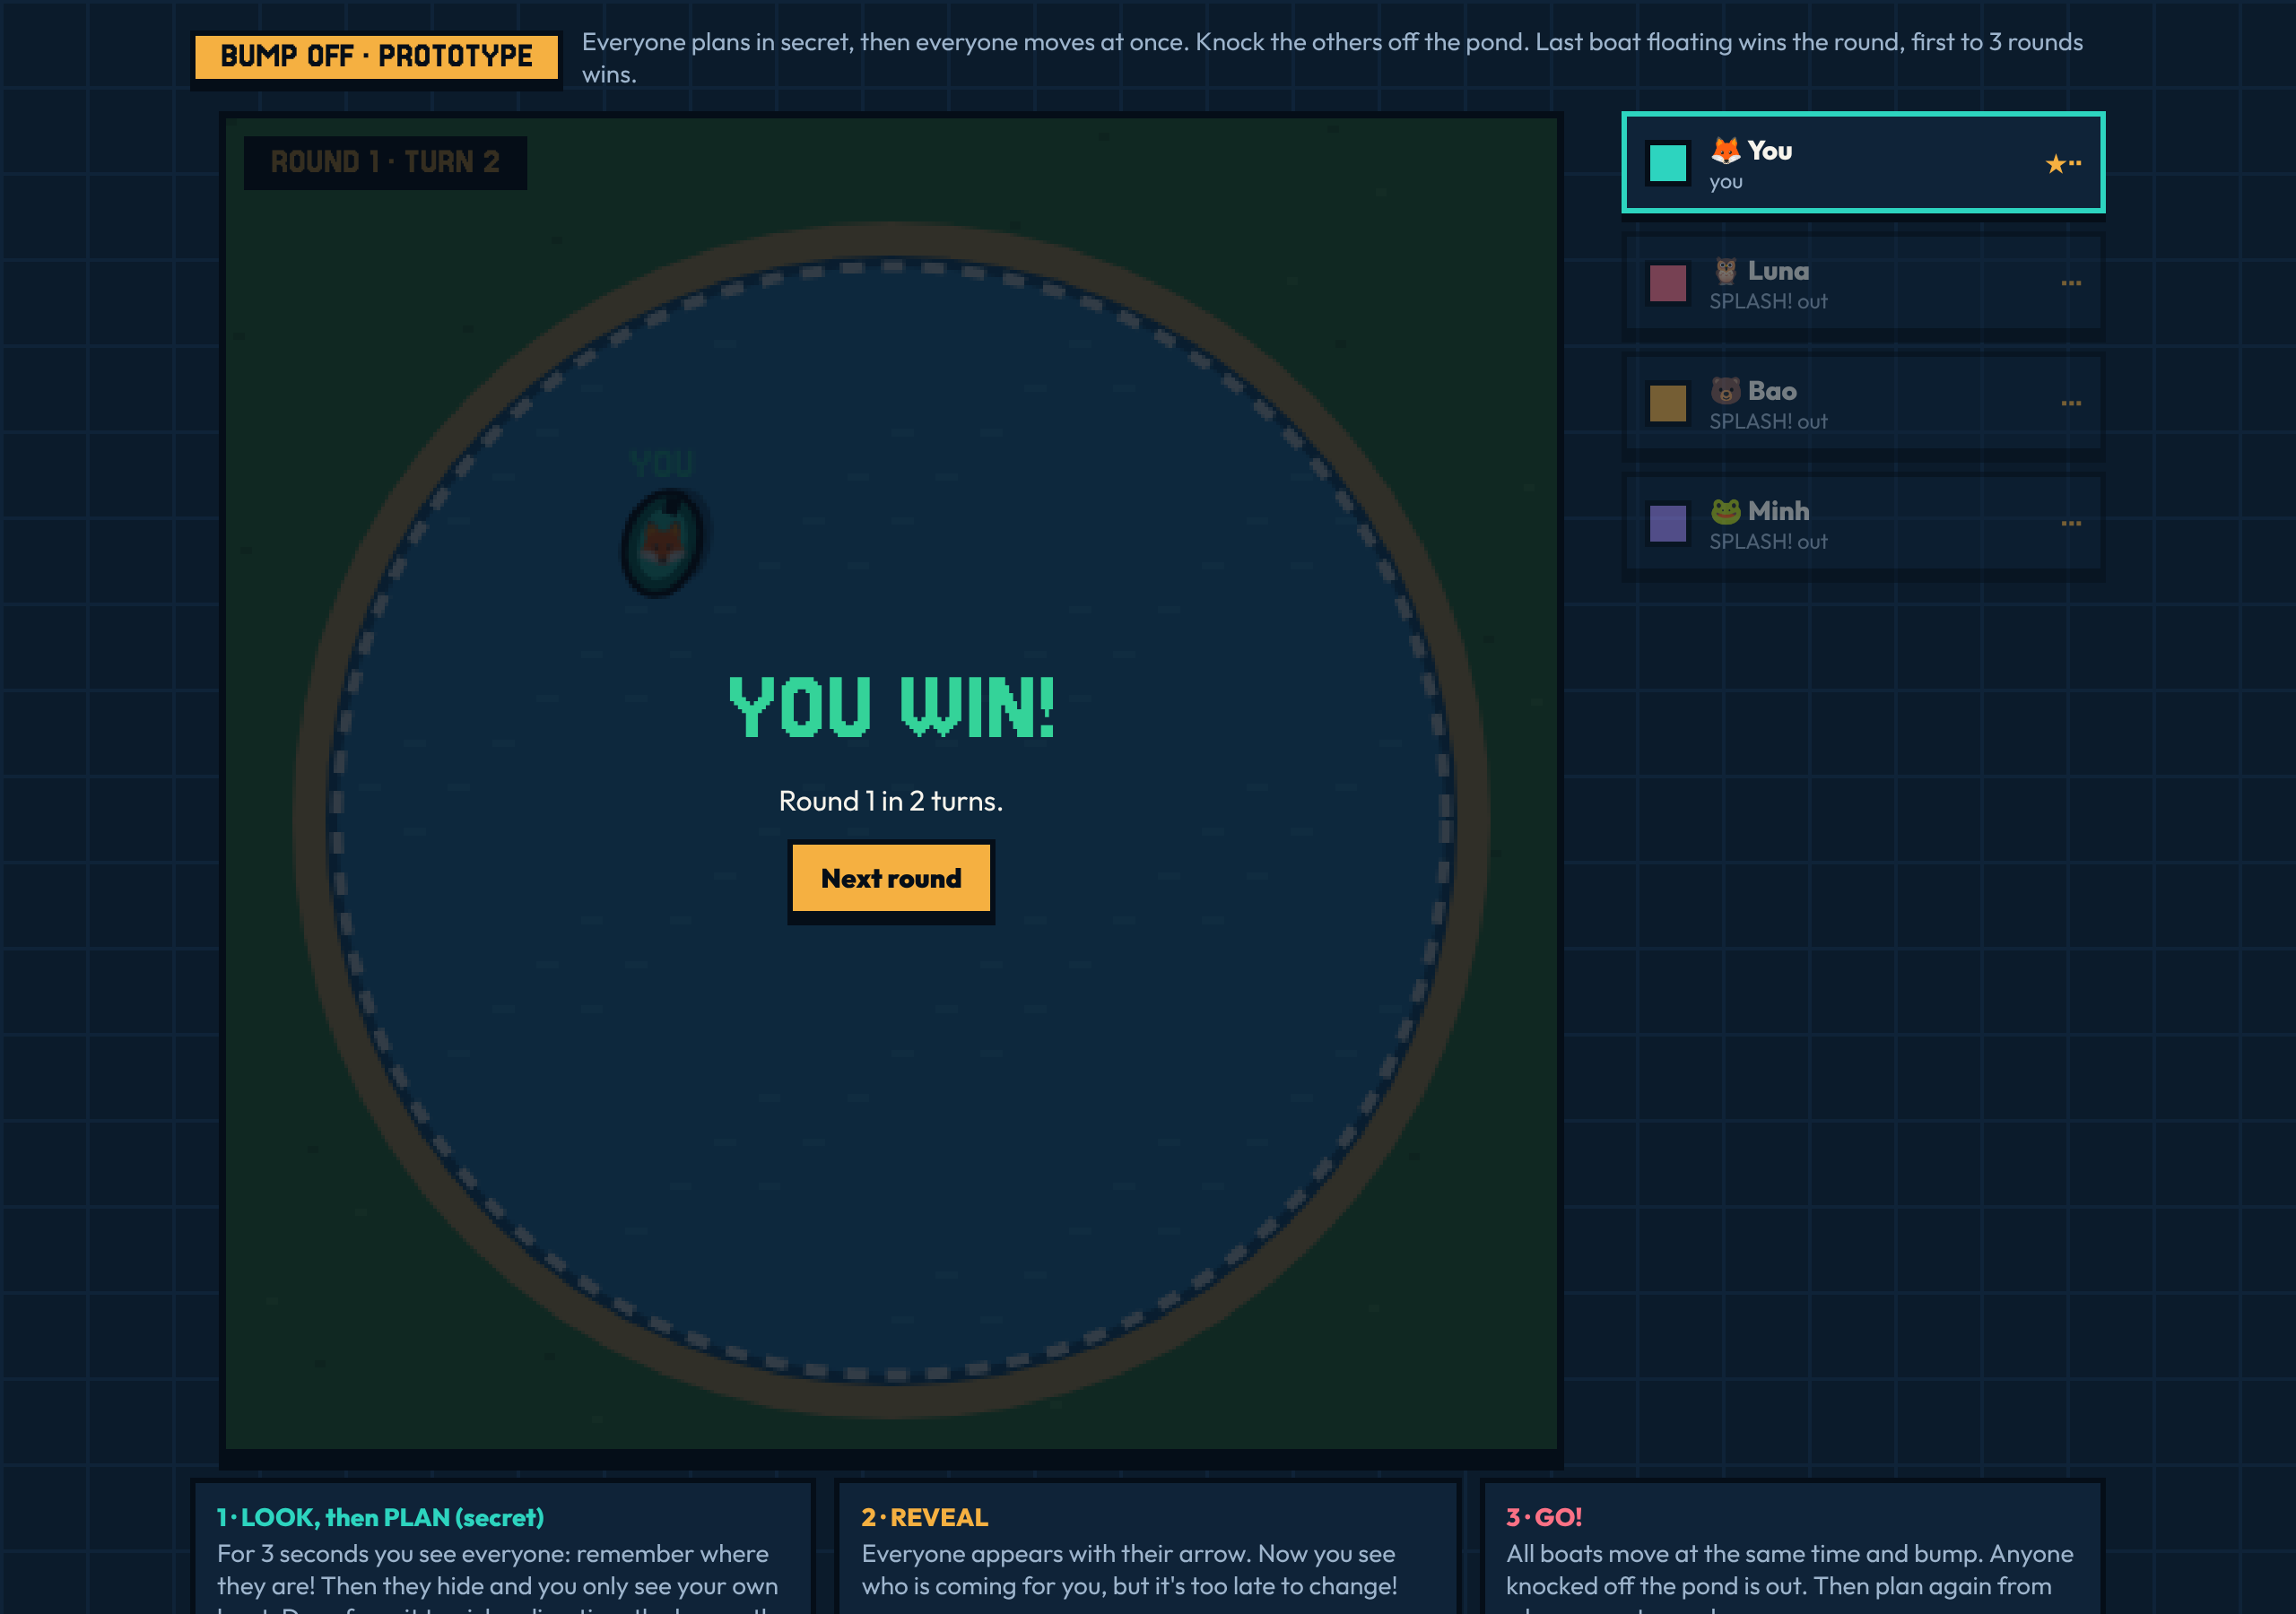 BUMP OFF · PROTOTYPE
Everyone plans in secret, then everyone moves at once. Knock the others off the pond. Last boat floating wins the round, first to 3 rounds
wins.
ROUND 1 · TURN 2
YOU
YOU WIN!
Round 1 in 2 turns.
Next round
You
you
Luna
SPLASH! out
Bao
SPLASH! out
Minh
SPLASH! out
1 · LOOK, then PLAN (secret)
For 3 seconds you see everyone: remember where
they are! Then they hide and you only see your own
2 · REVEAL
Everyone appears with their arrow. Now you see
who is coming for you, but it's too late to change!
3 · GO!
All boats move at the same time and bump. Anyone
knocked off the pond is out. Then plan again from